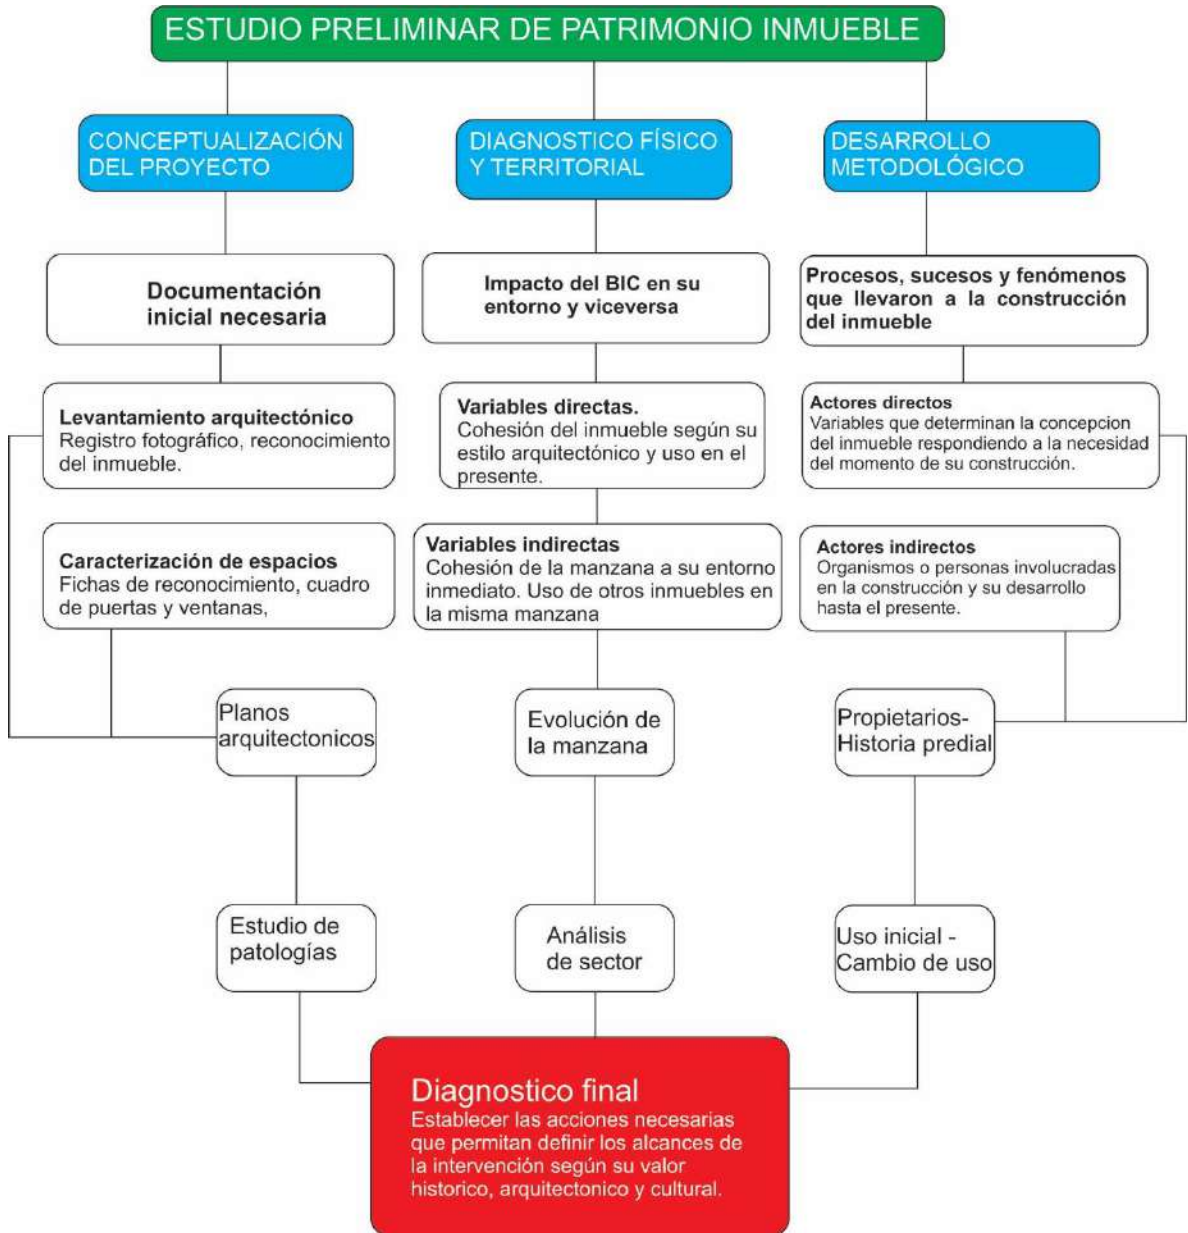 ESTUDIO PRELIMINAR DE PATRIMONIO INMUEBLE
CONCEPTUALIZACIÓN
DEL PROYECTO
Documentación
inicial necesaria
Levantamiento arquitectónico
Registro fotográfico, reconocimiento
del inmueble.
Caracterización de espacios
Fichas de reconocimiento, cuadro
de puertas y ventanas,
Planos
arquitectonicos
Estudio de
patologías
DIAGNOSTICO FÍSICO
Y TERRITORIAL
Impacto del BIC en su
entorno y viceversa
Variables directas.
Cohesión del inmueble según su
estilo arquitectónico y uso en el
presente.
Variables indirectas
Cohesión de la manzana a su entorno
inmediato. Uso de otros inmuebles en
la misma manzana
Evolución de
la manzana
Análisis
de sector
DESARROLLO
METODOLÓGICO
Procesos, sucesos y fenómenos
que llevaron a la construcción
del inmueble
Actores directos
Variables que determinan la concepcion
del inmueble respondiendo a la necesidad
del momento de su construcción.
Actores indirectos
Organismos o personas involucradas
en la construcción y su desarrollo
hasta el presente.
Propietarios-
Historia predial
Uso inicial -
Cambio de uso
Diagnostico final
Establecer las acciones necesarias
que permitan definir los alcances de
la intervención según su valor
historico, arquitectonico y cultural.